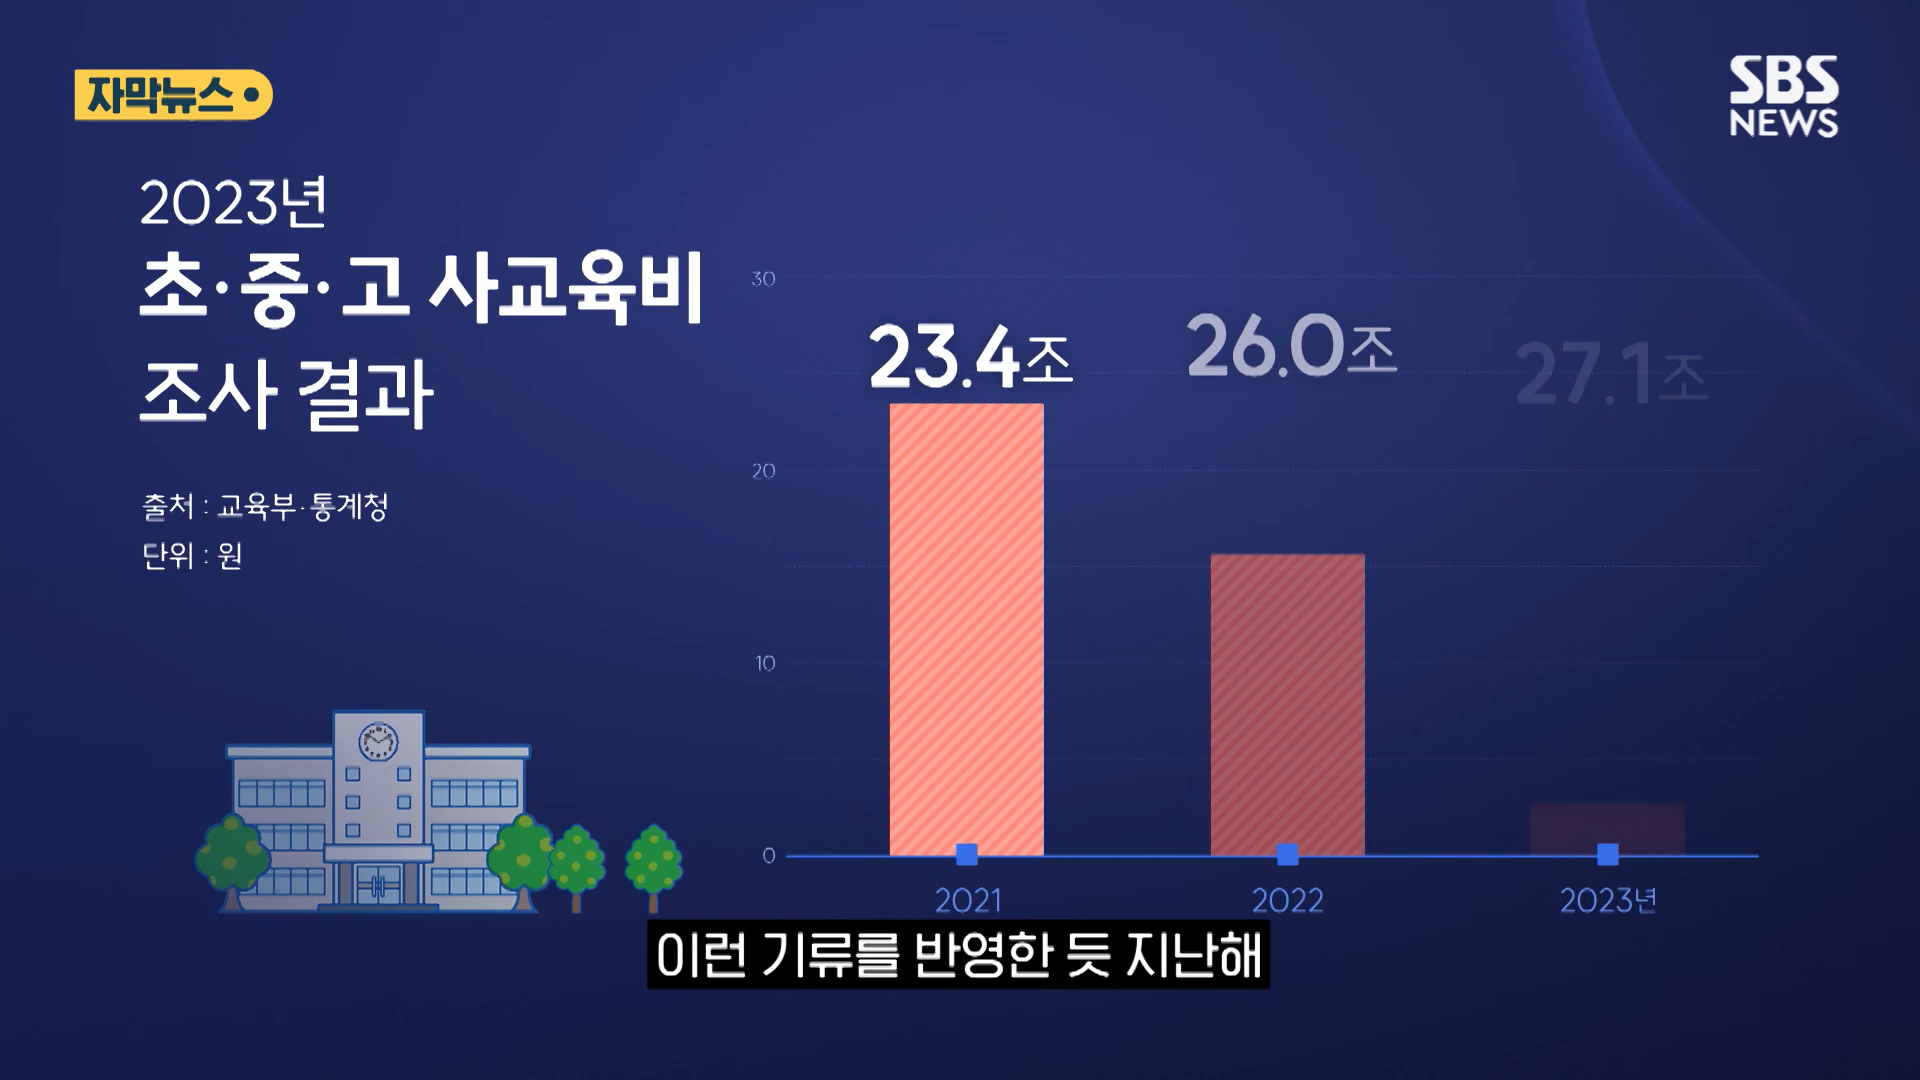 자막뉴스
SBS
NEWS
2023년
초·중·고 사교육비
조사 결과
출처 : 교육부·통계청
단위 : 원
30
20
10
0
23.4조
26.0조
27.1조
2021
2022
2023년
이런 기류를 반영한 듯 지난해